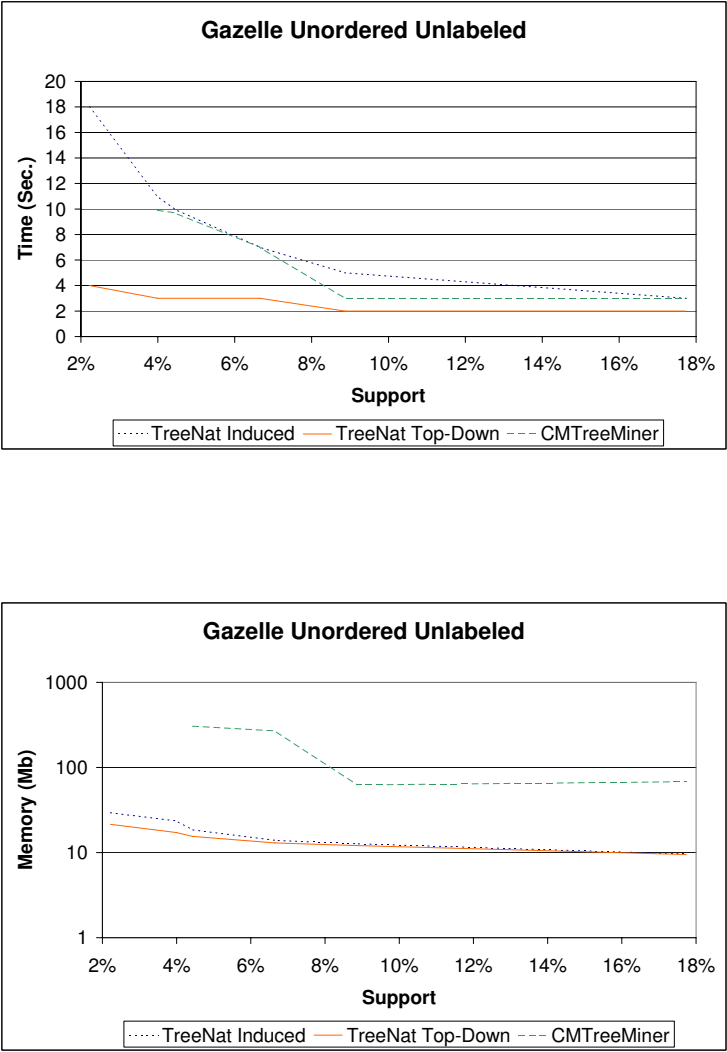 Gazelle Unordered Unlabeled
20
18
16
14
12
10
8
6
4
2
0
Time (Sec.)
2% 4% 6% 8% 10% 12% 14% 16% 18%
Support
TreeNat Induced TreeNat Top-Down CMTreeMiner
Gazelle Unordered Unlabeled
1000
100
10
1
Memory (Mb)
2% 4% 6% 8% 10% 12% 14% 16% 18%
Support
TreeNat Induced TreeNat Top-Down CMTreeMiner